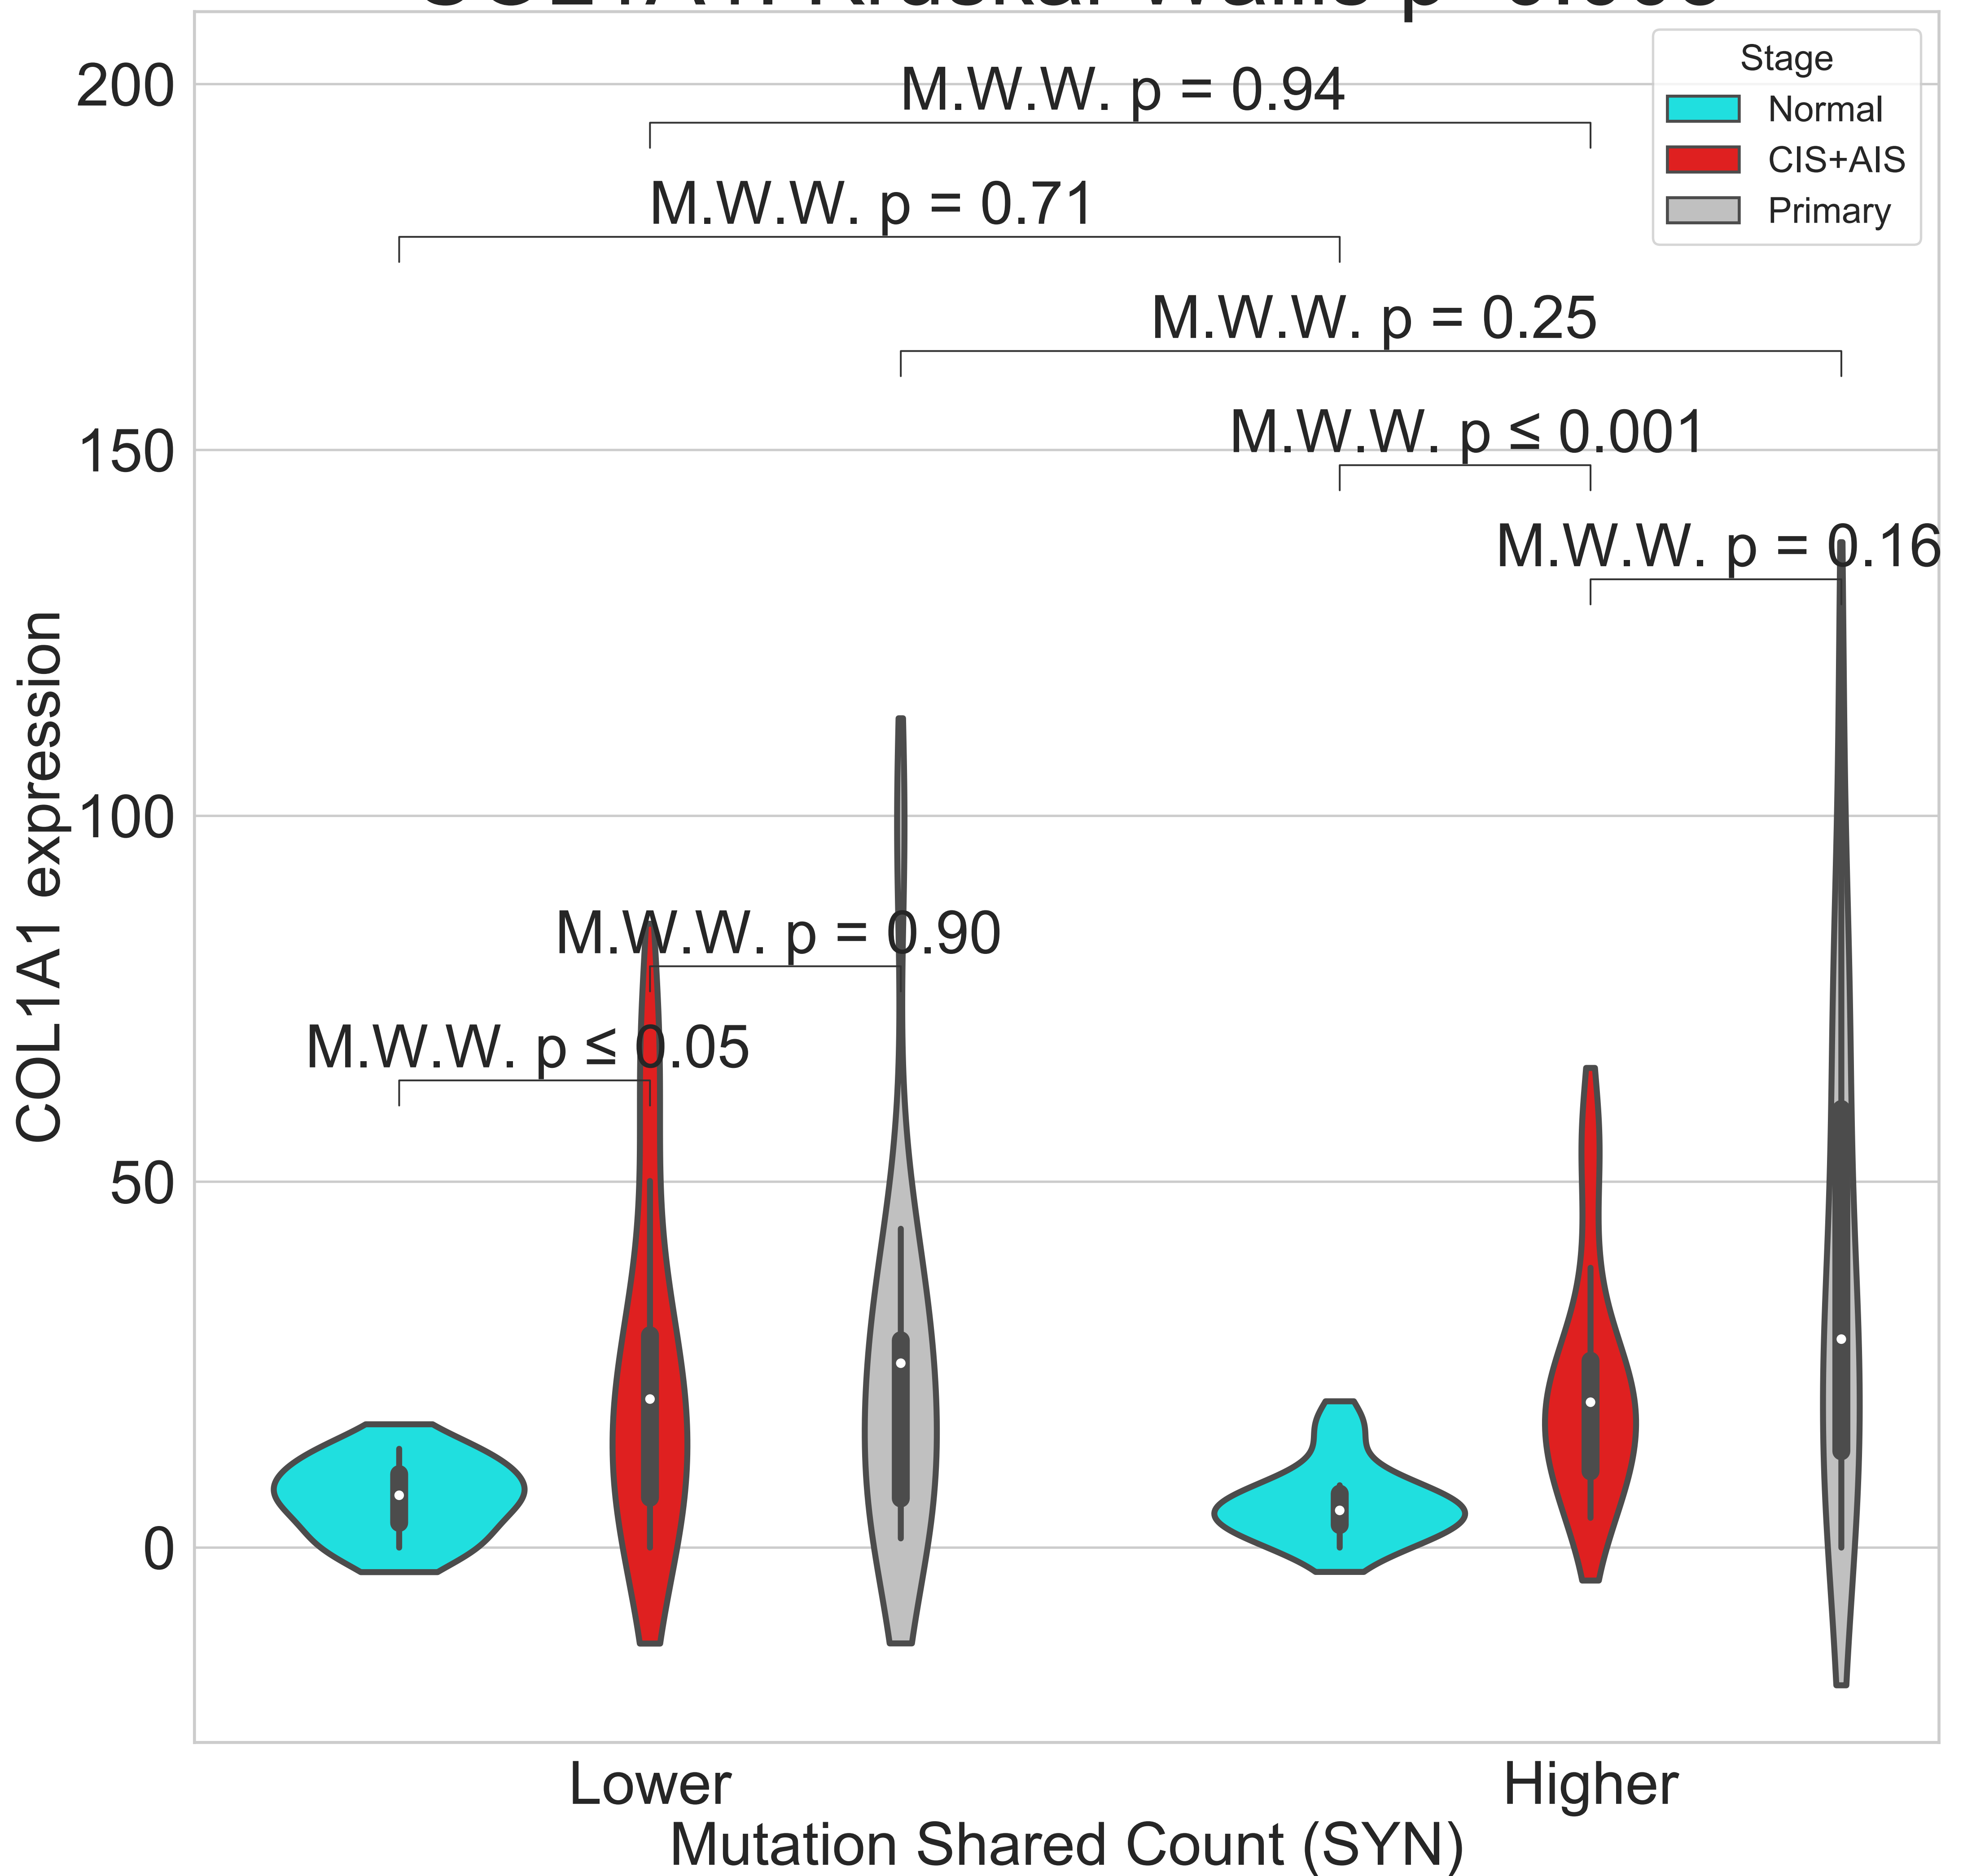 Stage
Normal
CIS+AIS
Primary
M.W.W. p = 0.94
M.W.W. p = 0.71
M.W.W. p = 0.25
M.W.W. p ≤ 0.001
M.W.W. p = 0.16
M.W.W. p = 0.90
M.W.W. p ≤ 0.05
COL1A1 expression
200
150
100
50
0
Lower
Higher
Mutation Shared Count (SYN)